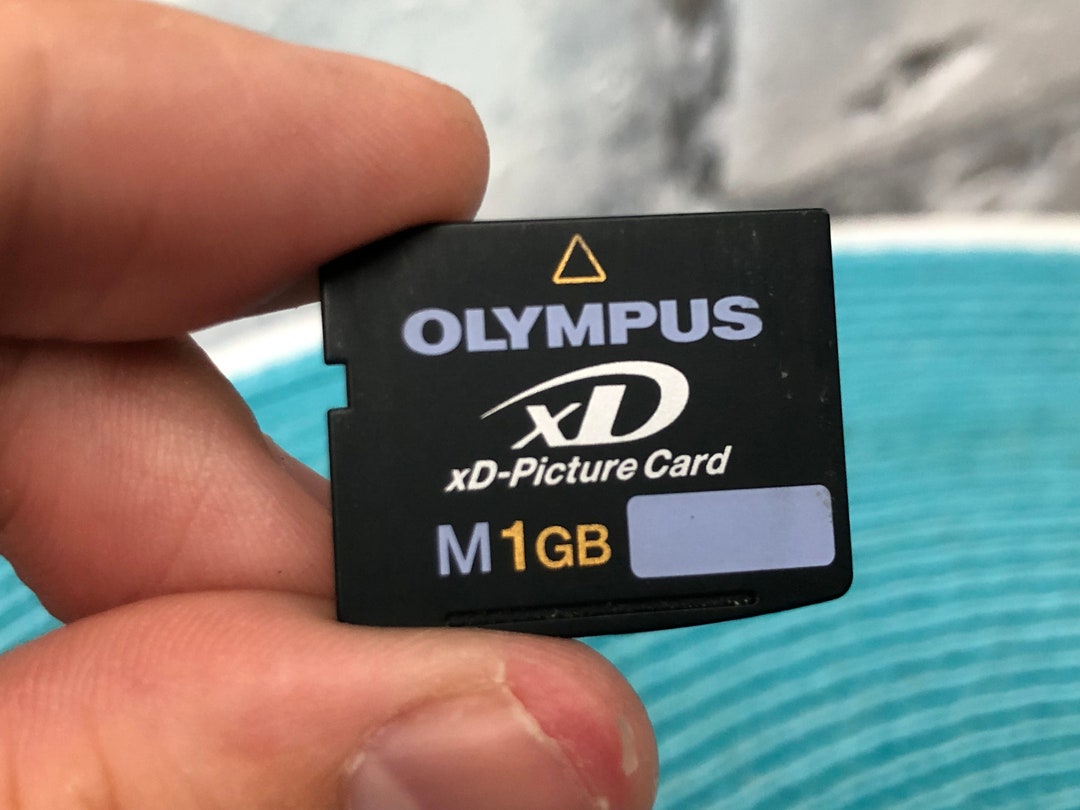 OLYMPUS
xD
xD-Picture Card
M 1GB